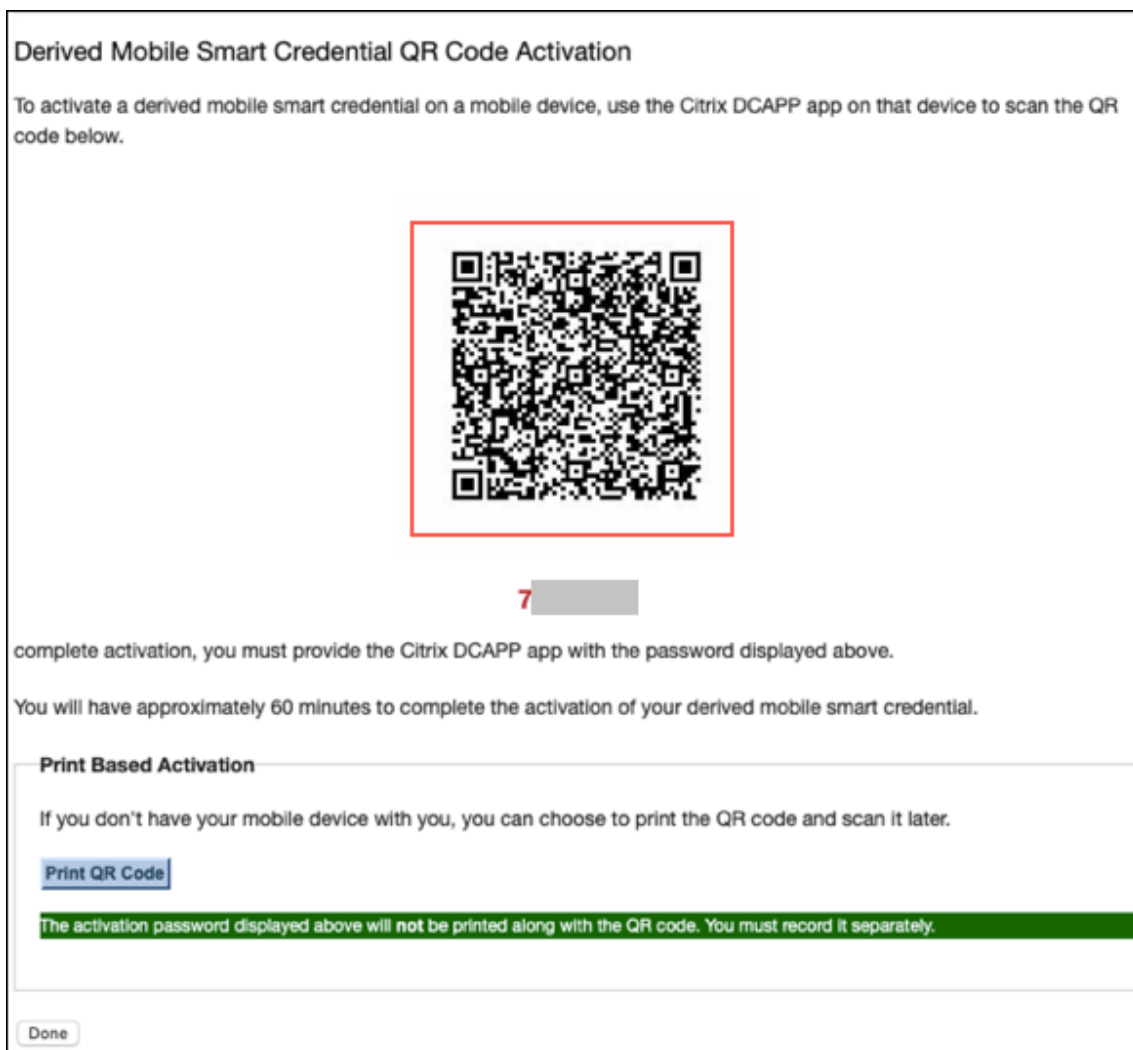 Derived Mobile Smart Credential QR Code Activation
To activate a derived mobile smart credential on a mobile device, use the Citrix DCAPP app on that device to scan the QR
code below.
7
complete activation, you must provide the Citrix DCAPP app with the password displayed above.
You will have approximately 60 minutes to complete the activation of your derived mobile smart credential.
Print Based Activation
If you don't have your mobile device with you, you can choose to print the QR code and scan it later.
Print QR Code
The activation password displayed above will not be printed along with the QR code. You must record it separately.
Done